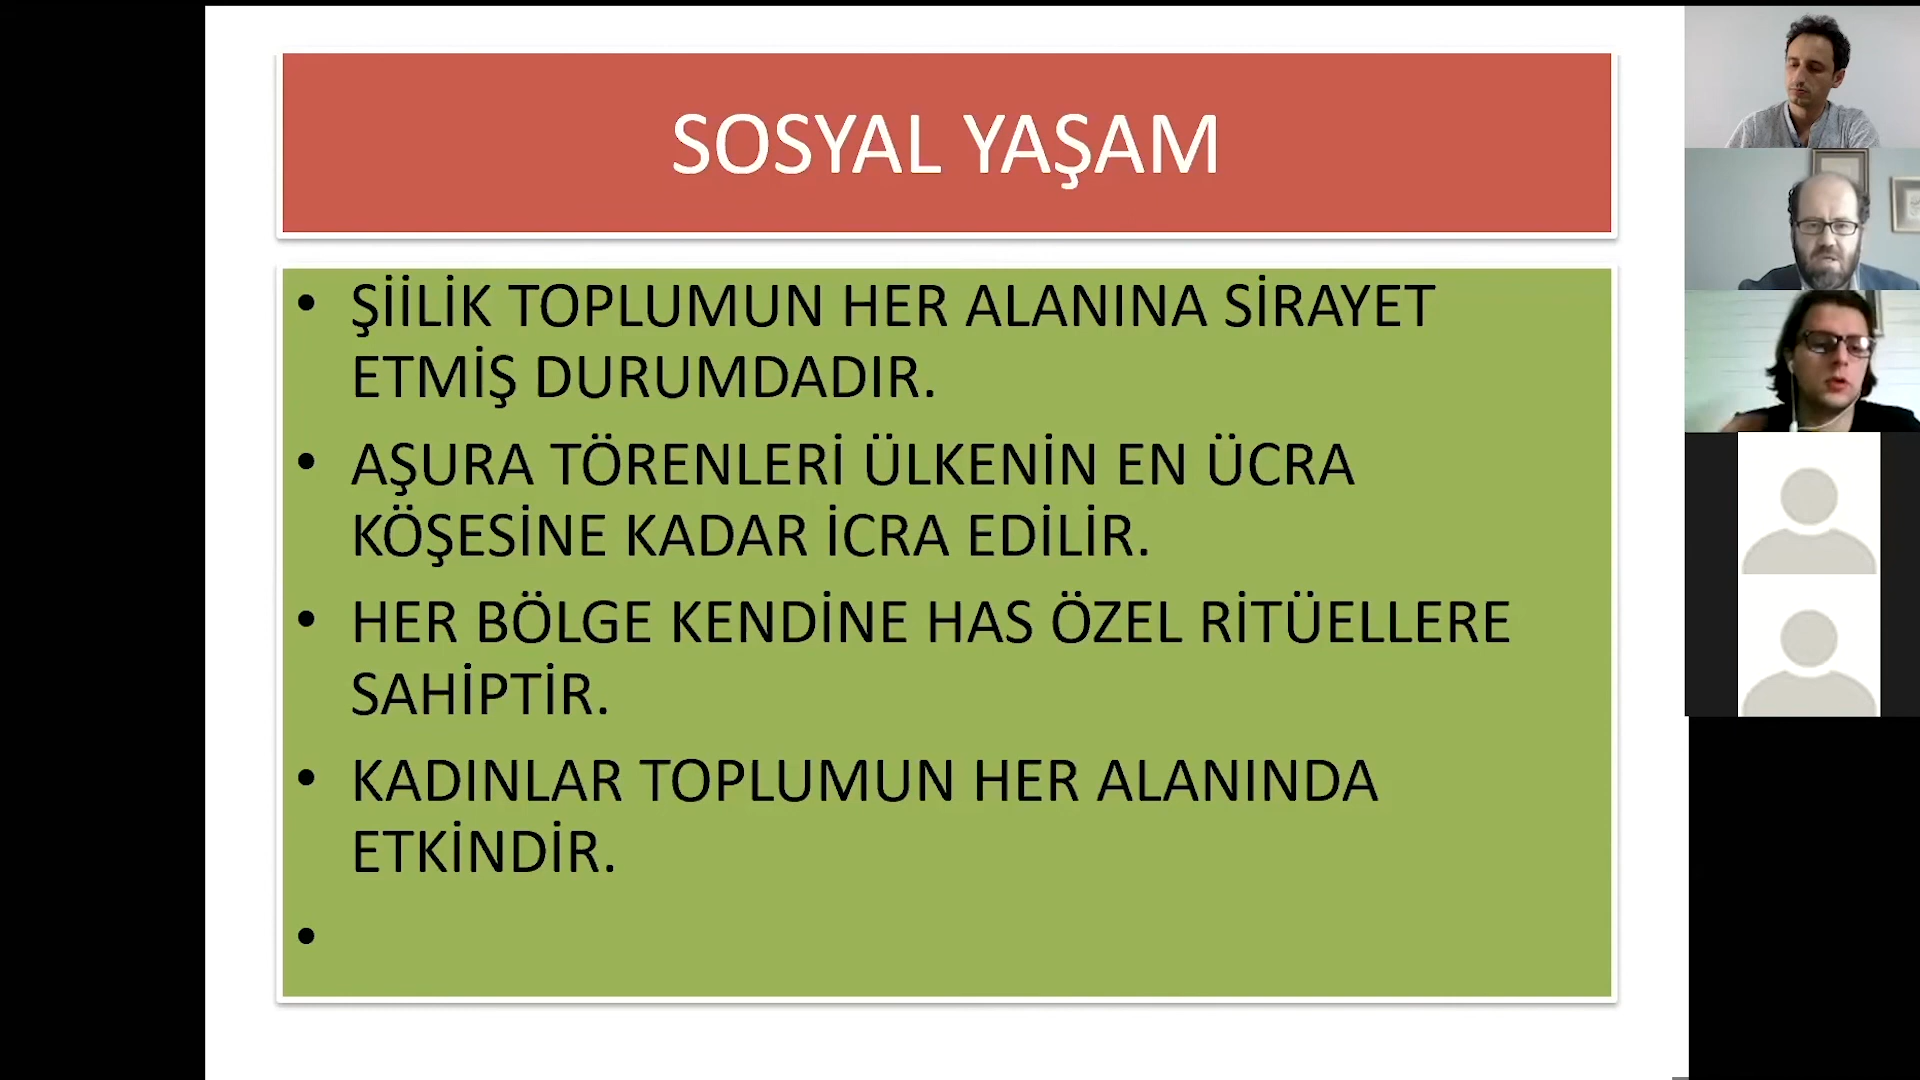 SOSYAL YAŞAM
• ŞİİLİK TOPLUMUN HER ALANINA SİRAYET
ETMİŞ DURUMDADIR.
• AŞURA TÖRENLERİ ÜLKENİN EN ÜCRA
KÖŞESİNE KADAR İCRA EDİLİR.
• HER BÖLGE KENDİNE HAS ÖZEL RİTÜELLERE
SAHİPTİR.
• KADINLAR TOPLUMUN HER ALANINDA
ETKİNDİR.
•